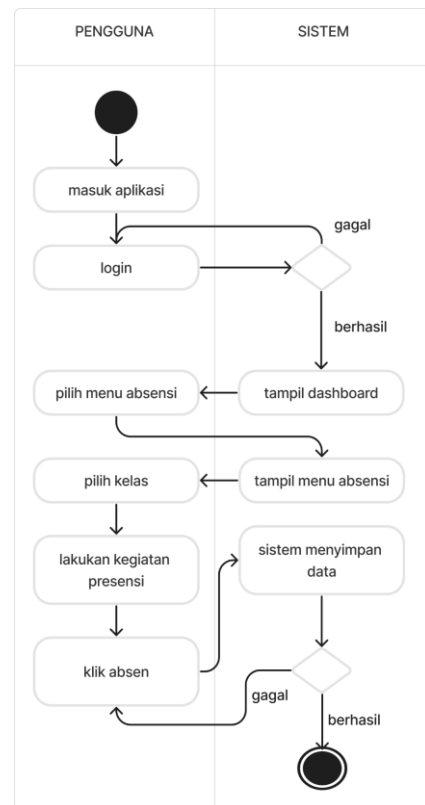 PENGGUNA
SISTEM
masuk aplikasi
gagal
login
berhasil
pilih menu absensi
tampil dashboard
pilih kelas
tampil menu absensi
lakukan kegiatan
presensi
sistem menyimpan
data
klik absen
gagal
berhasil